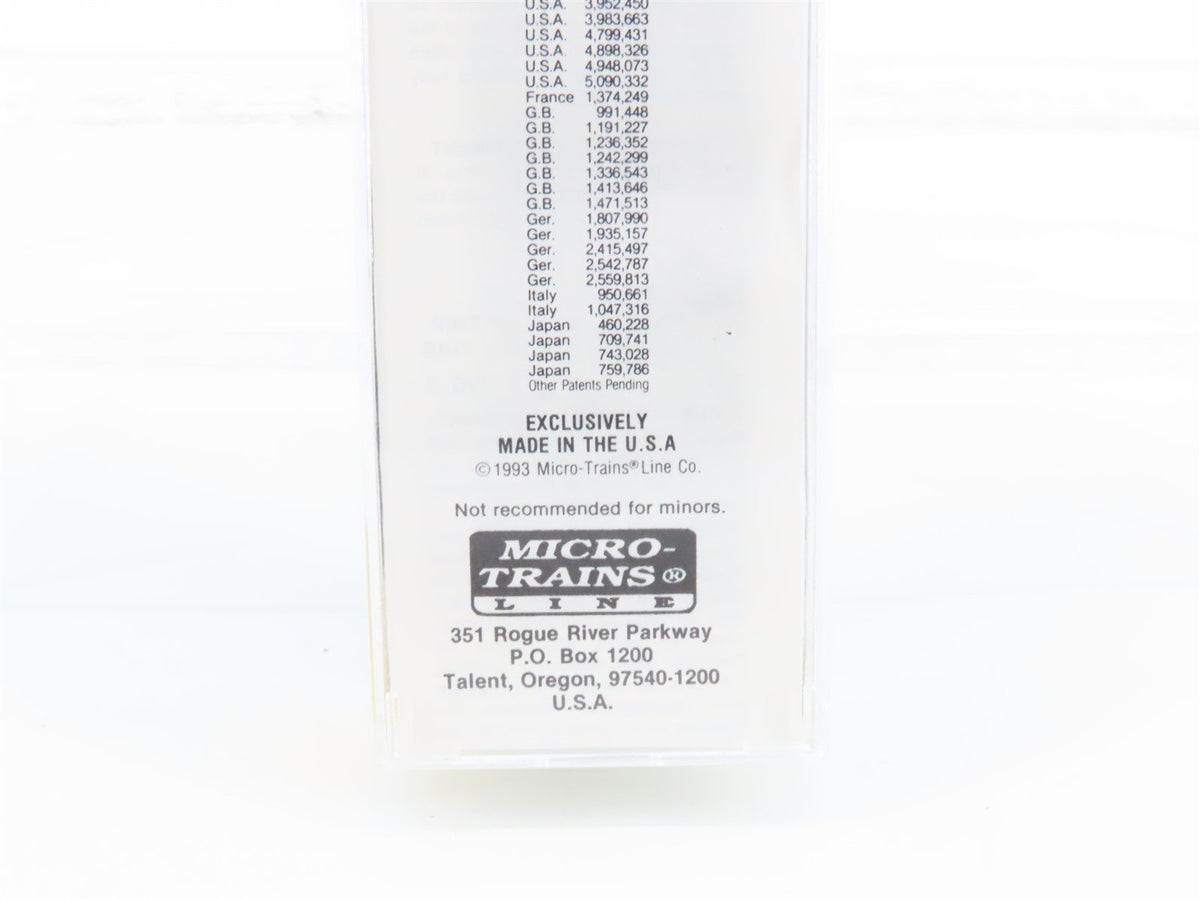 U.S.A. 3,952,450
U.S.A. 3,983,663
U.S.A. 4,799,431
U.S.A. 4,898,326
U.S.A. 4,948,073
U.S.A. 5,090,332
France 1,374,249
G.B. 991,448
G.B. 1,191,227
G.B. 1,236,352
G.B. 1,242,299
G.B. 1,336,543
G.B. 1,413,646
G.B. 1,471,513
Ger. 1,807,990
Ger. 1,935,157
Ger. 2,415,497
Ger. 2,542,787
Ger. 2,559,813
Italy 950,661
Italy 1,047,316
Japan 460,228
Japan 709,741
Japan 743,028
Japan 759,786
Other Patents Pending
EXCLUSIVELY
MADE IN THE U.S.A
©1993 Micro-Trains® Line Co.
Not recommended for minors.
MICRO-
TRAINS ®
LINE
351 Rogue River Parkway
P.O. Box 1200
Talent, Oregon, 97540-1200
U.S.A.